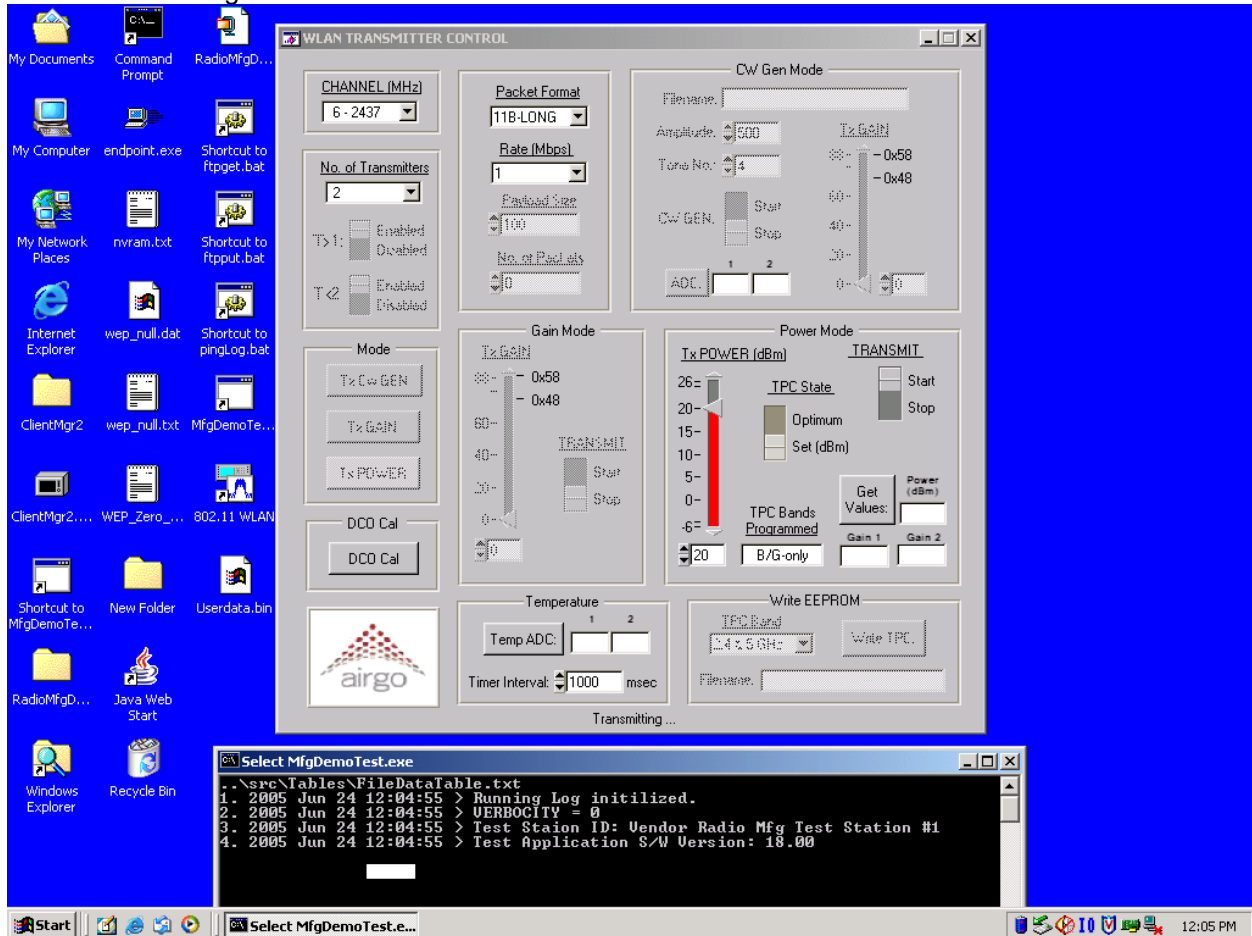 My Documents
Command
Prompt
RadioMfgD...
My Computer
endpoint.exe
Shortcut to
ftpget.bat
My Network
Places
nvram.txt
Shortcut to
ftpput.bat
Internet
Explorer
wep_null.dat
Shortcut to
pingLog.bat
ClientMgr2
wep_null.txt
MfgDemoTe...
ClientMgr2....
WEP_Zero_...
802.11 WLAN
Shortcut to
MfgDemoTe...
New Folder
Userdata.bin
RadioMfgD...
Java Web
Start
Windows
Explorer
Recycle Bin
WLAN TRANSMITTER CONTROL
CHANNEL (MHz)
6 - 2437
No. of Transmitters
2
Enabled
Disabled
Enabled
Disabled
Mode
Tx Cw GEN
Tx GAIN
Tx POWER
DCO Cal
DCO Cal
airgo
Packet Format
11B-LONG
Rate (Mbps)
1
Payload Size
100
No. of Packets
0
CW Gen Mode
Filename.
Amplitude.
500
Tone No.:
4
CW GEN.
Start
Stop
ADC.
1 2
Tx GAIN
0x58
0x48
60-
40-
20-
0-
0
Gain Mode
Tx GAIN
0x58
0x48
60-
40-
20-
0-
0
TRANSMIT
Start
Stop
Power Mode
Tx POWER (dBm)
26
20-
15-
10-
5-
0-
-6
20
TPC State
Optimum
Set (dBm)
TPC Bands
Programmed
B/G-only
TRANSMIT
Start
Stop
Get
Values:
Power
(dBm)
Gain 1 Gain 2
Temperature
1 2
Temp ADC:
Timer Interval: 1000 msec
Write EEPROM
TPC Band
2.4 & 5 GHz
Write TPC.
Filename.
Transmitting ...
Select MfgDemoTest.exe
..\src\Tables\FileDataTable.txt
1. 2005 Jun 24 12:04:55 > Running Log initilized.
2. 2005 Jun 24 12:04:55 > VERBOCITY = 0
3. 2005 Jun 24 12:04:55 > Test Staion ID: Vendor Radio Mfg Test Station #1
4. 2005 Jun 24 12:04:55 > Test Application S/W Version: 18.00
Start
Select MfgDemoTest.e...
12:05 PM